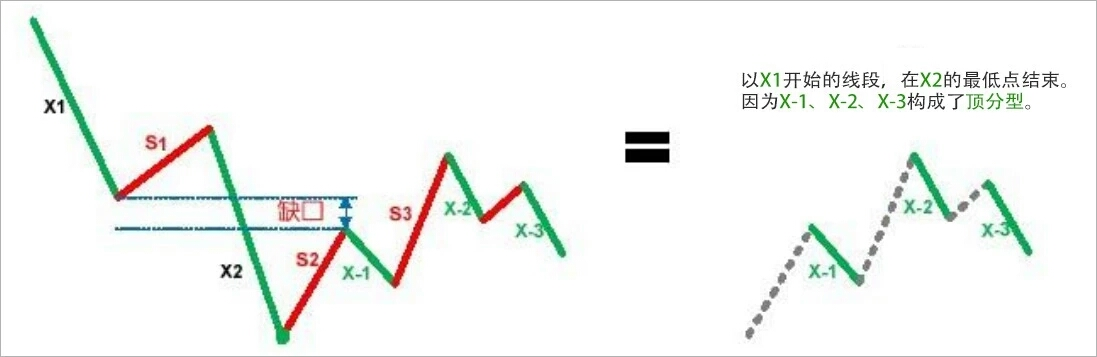 以X1开始的线段，在X2的最低点结束。
因为X-1、X-2、X-3构成了顶分型。
X1
S1
缺口
X2
S2
X-1
S3
X-2
X-3
X-1
X-2
X-3